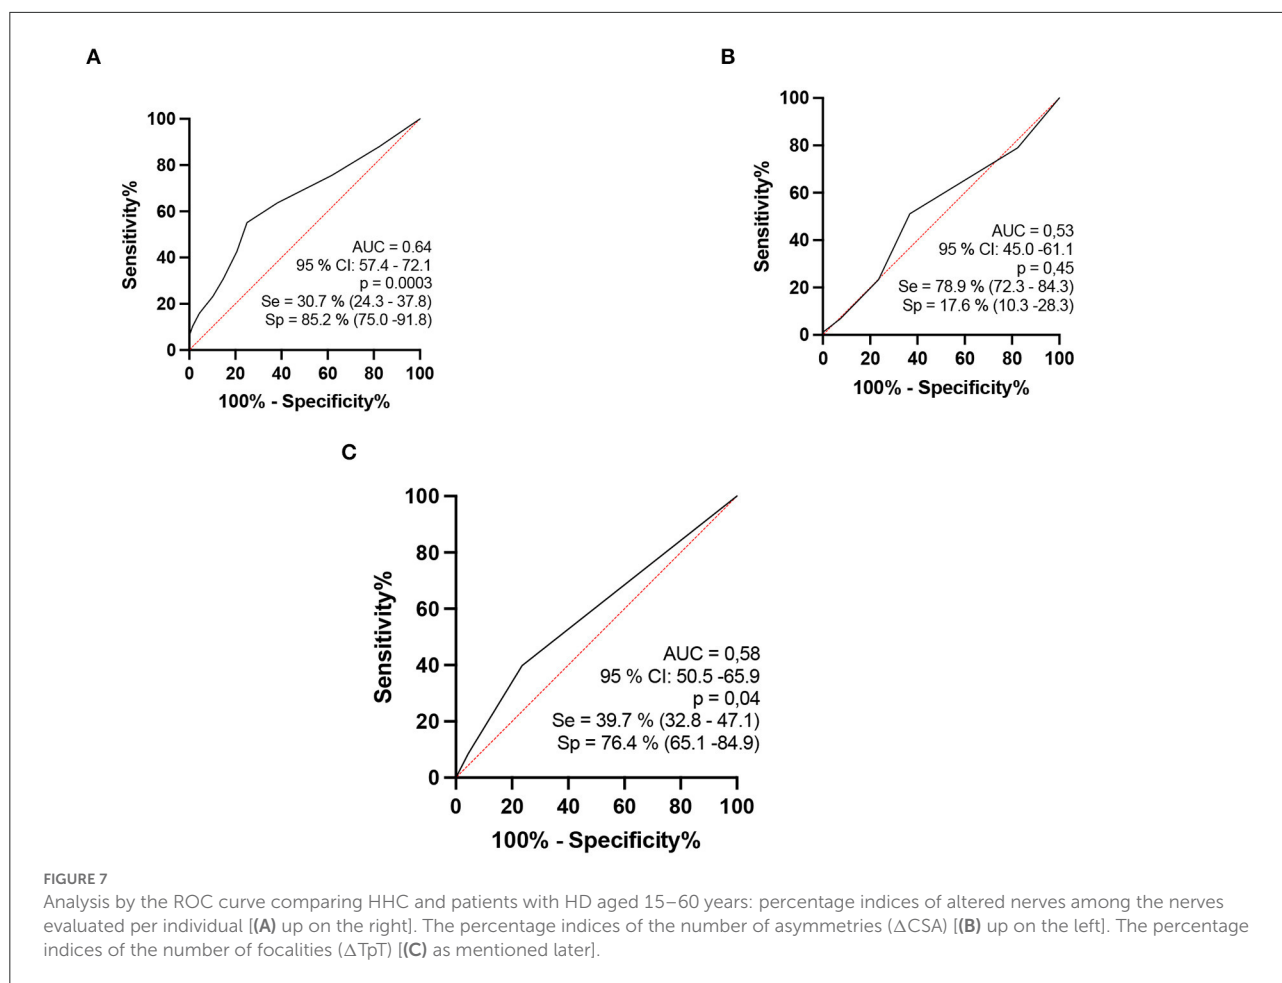 A
100
80
60
40
20
0
Sensitivity%
AUC = 0.64
95 % CI: 57.4 - 72.1
p = 0.0003
Se = 30.7 % (24.3 - 37.8)
Sp = 85.2 % (75.0 -91.8)
0 20 40 60 80 100
100% - Specificity%
B
100
80
60
40
20
0
Sensitivity%
AUC = 0,53
95 % CI: 45.0 -61.1
p = 0,45
Se = 78.9 % (72.3 - 84.3)
Sp = 17.6 % (10.3 -28.3)
0 20 40 60 80 100
100% - Specificity%
C
100
80
60
40
20
0
Sensitivity%
AUC = 0,58
95 % CI: 50.5 -65.9
p = 0,04
Se = 39.7 % (32.8 - 47.1)
Sp = 76.4 % (65.1 -84.9)
0 20 40 60 80 100
100% - Specificity%
FIGURE 7
Analysis by the ROC curve comparing HHC and patients with HD aged 15–60 years: percentage indices of altered nerves among the nerves
evaluated per individual [(A) up on the right]. The percentage indices of the number of asymmetries (ΔCSA) [(B) up on the left]. The percentage
indices of the number of focalities (ΔTpT) [(C) as mentioned later].